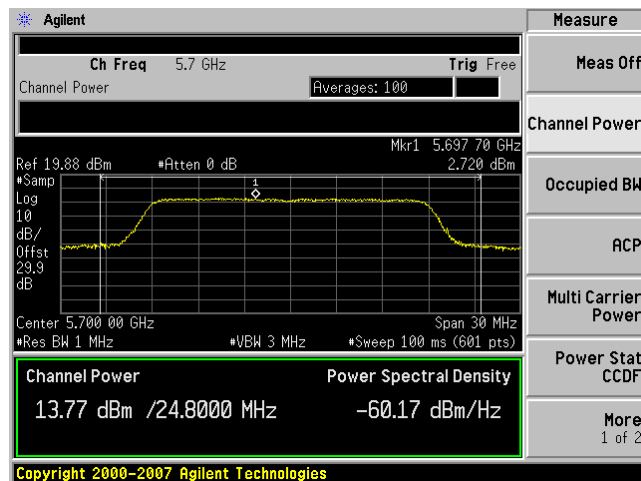 Agilent
Measure
Ch Freq 5.7 GHz Trig Free
Channel Power Averages: 100
Mkr1 5.697 70 GHz
Ref 19.88 dBm #Atten 0 dB 2.720 dBm
#Samp
Log
10
dB/
Offst
29.9
dB
1
Center 5.700 00 GHz Span 30 MHz
#Res BW 1 MHz #VBW 3 MHz #Sweep 100 ms (601 pts)
Channel Power Power Spectral Density
13.77 dBm /24.8000 MHz -60.17 dBm/Hz
Copyright 2000-2007 Agilent Technologies
Meas Off
Channel Power
Occupied BW
ACP
Multi Carrier
Power
Power Stat
CCDF
More
1 of 2